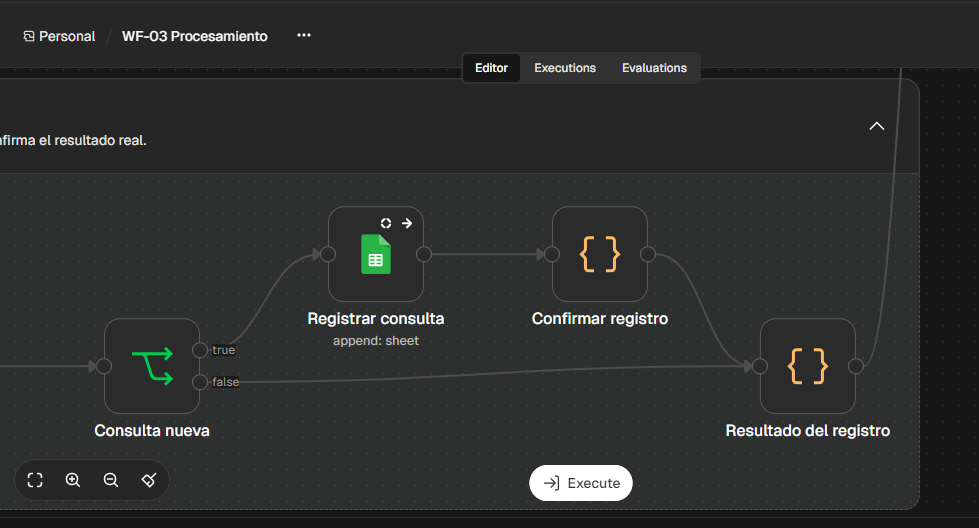 Personal / WF-03 Procesamiento ...
Editor Executions Evaluations
firma el resultado real.
Registrar consulta
append: sheet
Confirmar registro
true
false
Consulta nueva
Resultado del registro
Execute